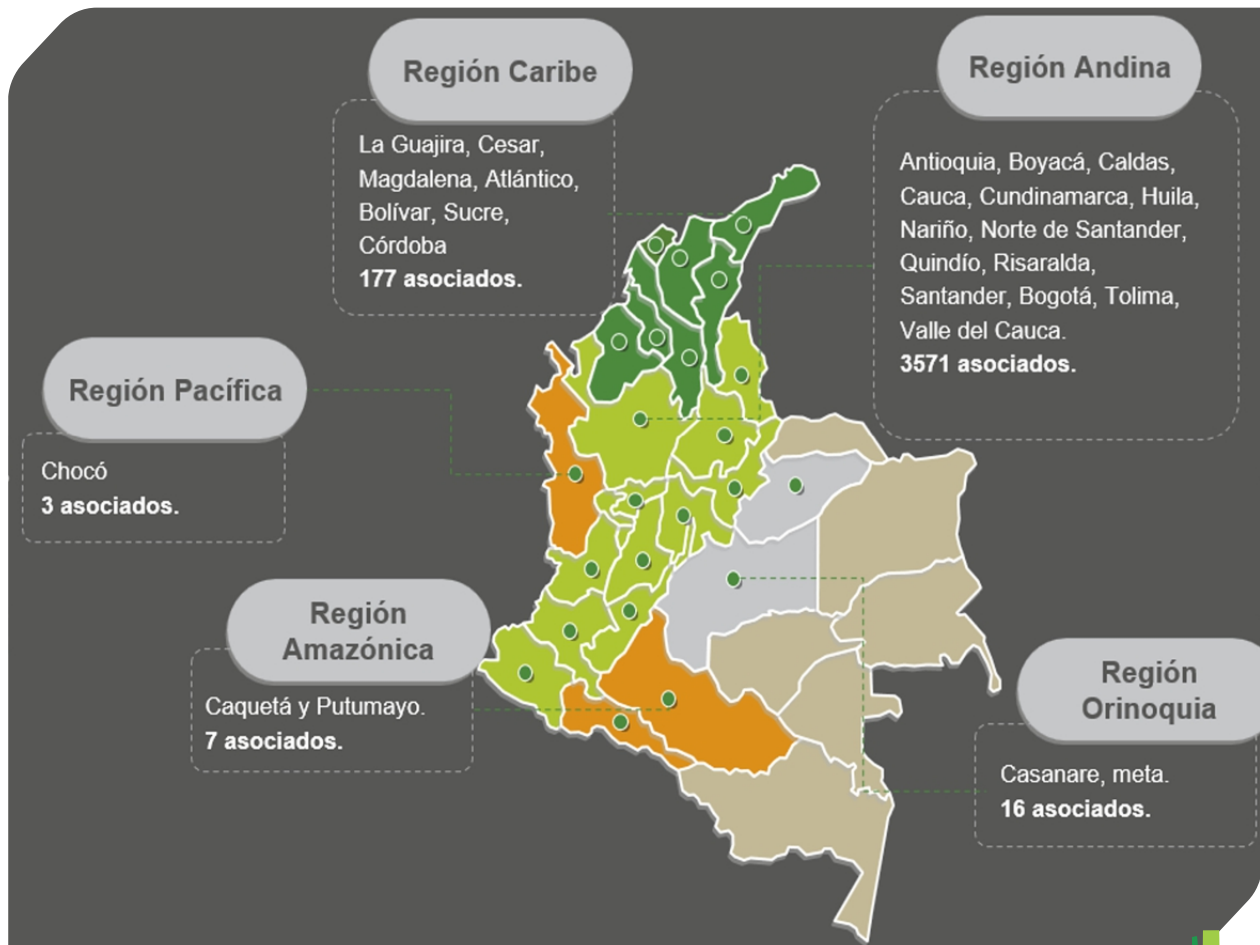 Región Caribe
La Guajira, Cesar,
Magdalena, Atlántico,
Bolívar, Sucre,
Córdoba
177 asociados.
Región Andina
Antioquia, Boyacá, Caldas,
Cauca, Cundinamarca, Huila,
Nariño, Norte de Santander,
Quindío, Risaralda,
Santander, Bogotá, Tolima,
Valle del Cauca.
3571 asociados.
Región Pacífica
Chocó
3 asociados.
Región
Amazónica
Caquetá y Putumayo.
7 asociados.
Región
Orinoquia
Casanare, meta.
16 asociados.